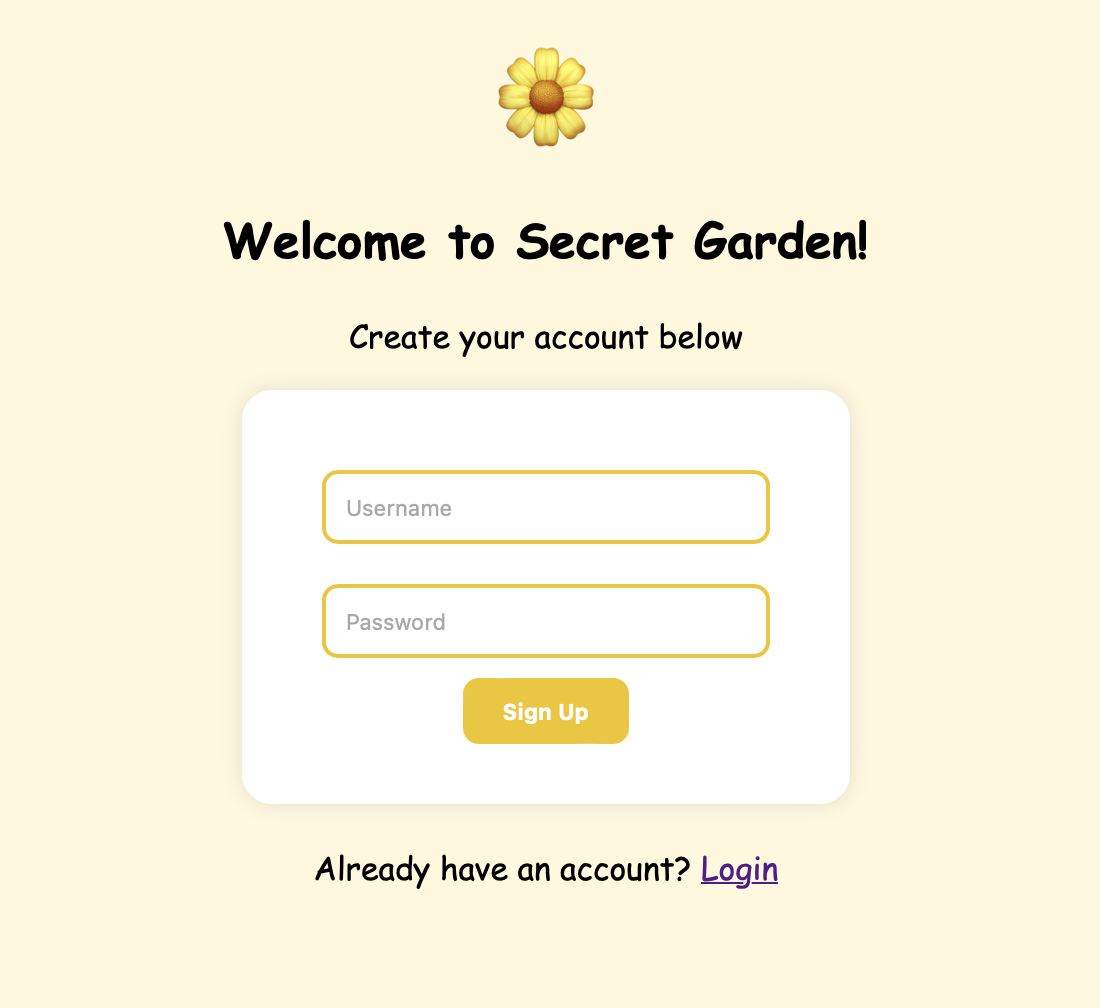 Welcome to Secret Garden!
Create your account below
Username
Password
Sign Up
Already have an account? Login